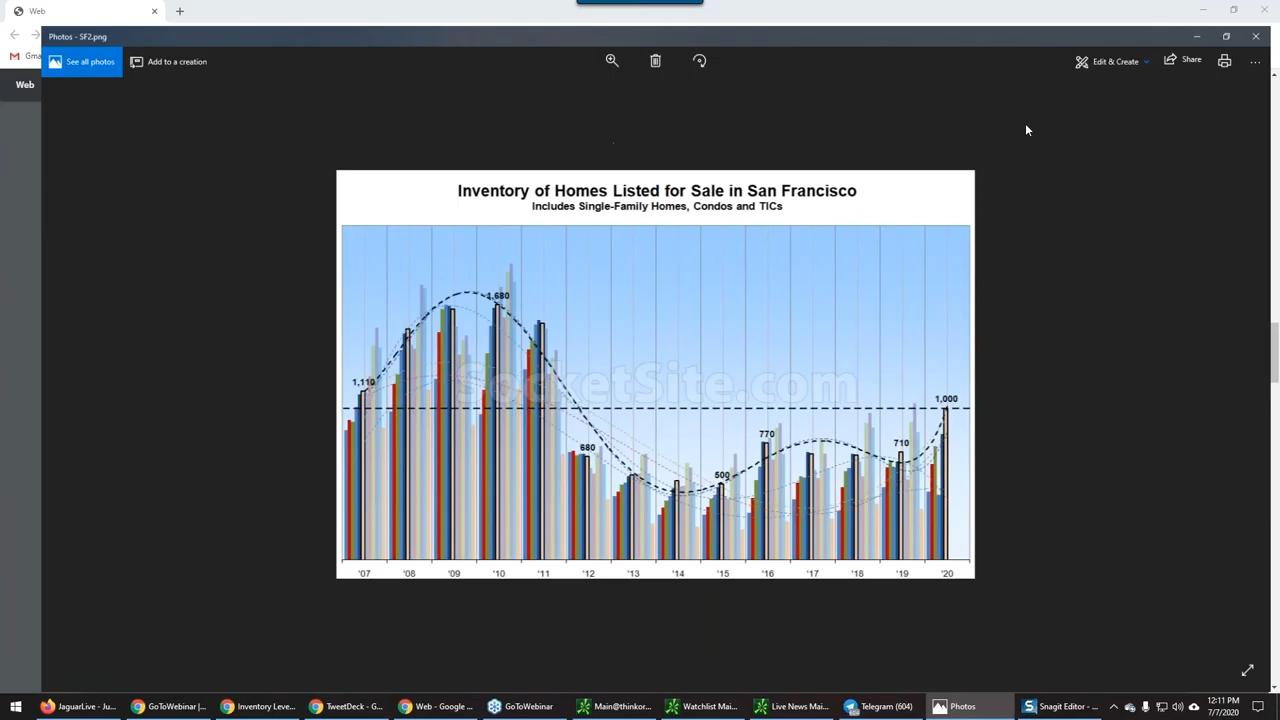 Web
Photos - SF2.png
Gma
See all photos
Add to a creation
Edit & Create
Share
Web
Inventory of Homes Listed for Sale in San Francisco
Includes Single-Family Homes, Condos and TICs
1,680
1,110
SocketSite.com
1,000
770
710
680
500
'07 '08 '09 '10 '11 '12 '13 '14 '15 '16 '17 '18 '19 '20
JaguarLive - Ju...
GoToWebinar |...
Inventory Leve...
TweetDeck - G...
Web - Google ...
GoToWebinar
Main@thinkor...
Watchlist Mai...
Live News Mai...
Telegram (604)
Photos
Snagit Editor - ...
12:11 PM
7/7/2020